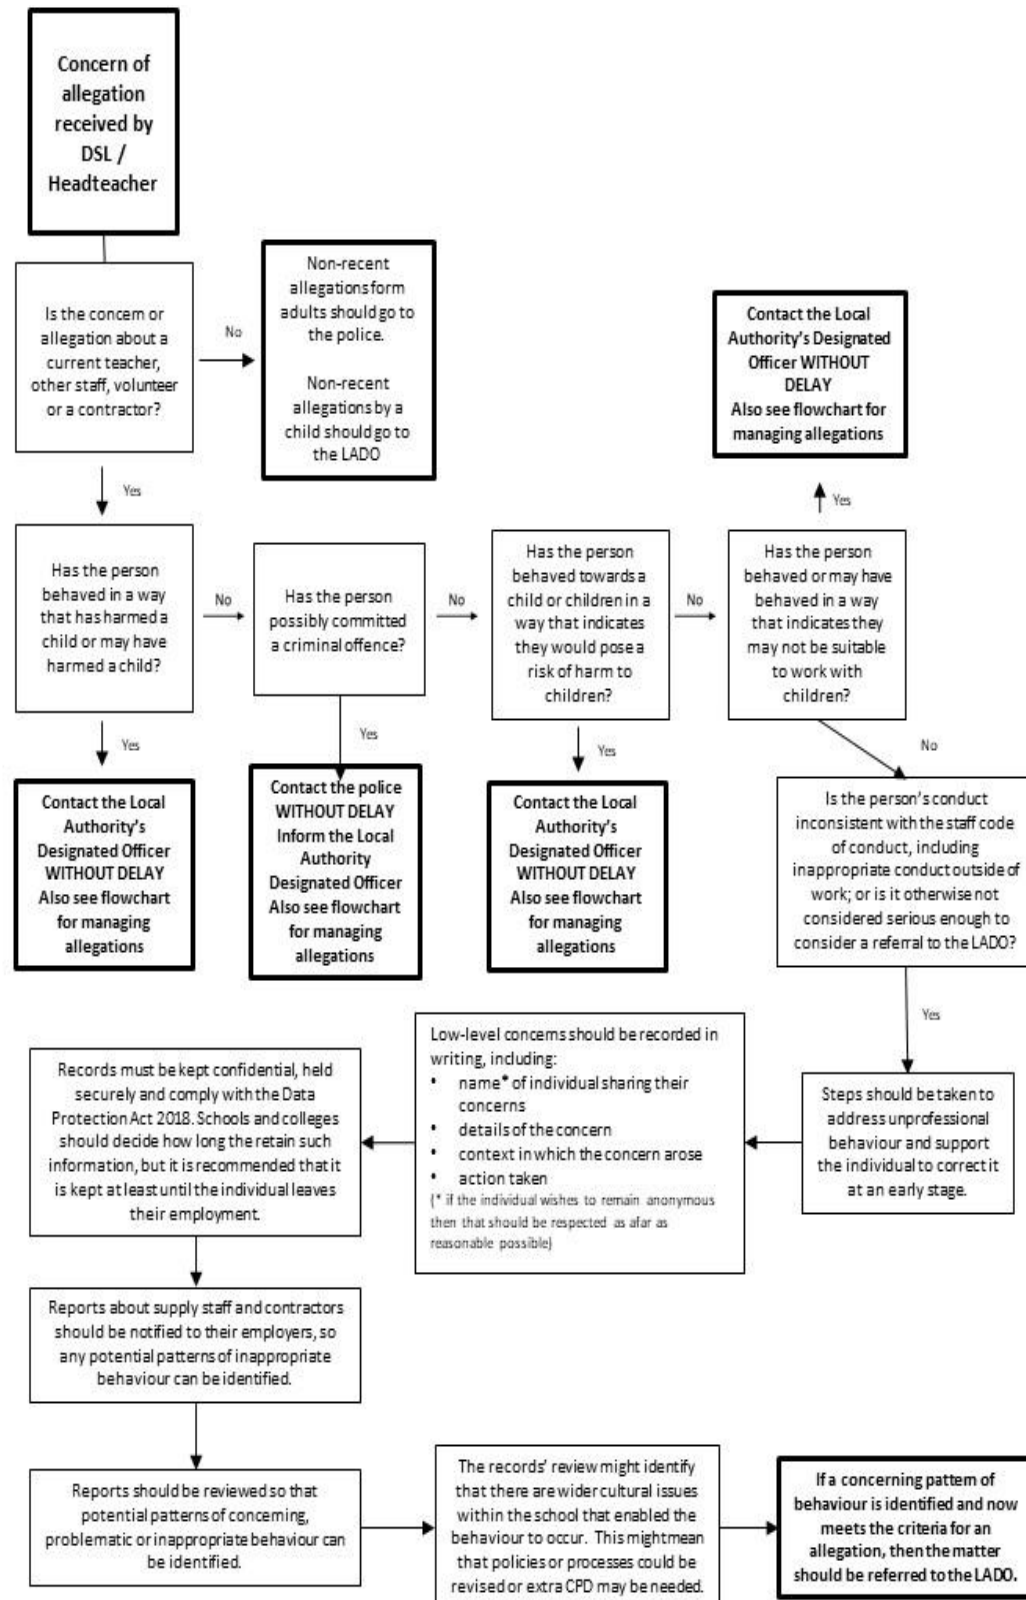 Concern of
allegation
received by
DSL /
Headteacher
Is the concern or
allegation about a
current teacher,
other staff, volunteer
or a contractor?
No
Non-recent
allegations form
adults should go to
the police.
Non-recent
allegations by a
child should go to
the LADO
Contact the Local
Authority's Designated
Officer WITHOUT
DELAY
Also see flowchart for
managing allegations
Yes
Yes
Has the person
behaved in a way
that has harmed a
child or may have
harmed a child?
No
Has the person
possibly committed
a criminal offence?
No
Has the person
behaved towards a
child or children in a
way that indicates
they would pose a
risk of harm to
children?
No
Has the person
behaved or may have
behaved in a way
that indicates they
may not be suitable
to work with
children?
Yes
Yes
Yes
No
Contact the Local
Authority's
Designated Officer
WITHOUT DELAY
Also see flowchart
for managing
allegations
Contact the police
WITHOUT DELAY
Inform the Local
Authority
Designated Officer
Also see flowchart
for managing
allegations
Contact the Local
Authority's
Designated Officer
WITHOUT DELAY
Also see flowchart
for managing
allegations
Is the person's conduct
inconsistent with the staff code
of conduct, including
inappropriate conduct outside of
work; or is it otherwise not
considered serious enough to
consider a referral to the LADO?
Yes
Steps should be taken to
address unprofessional
behaviour and support
the individual to correct it
at an early stage.
Low-level concerns should be recorded in
writing, including:
• name* of individual sharing their
concerns
• details of the concern
• context in which the concern arose
• action taken
(* if the individual wishes to remain anonymous
then that should be respected as afar as
reasonable possible)
Records must be kept confidential, held
securely and comply with the Data
Protection Act 2018. Schools and colleges
should decide how long the retain such
information, but it is recommended that it
is kept at least until the individual leaves
their employment.
Reports about supply staff and contractors
should be notified to their employers, so
any potential patterns of inappropriate
behaviour can be identified.
Reports should be reviewed so that
potential patterns of concerning,
problematic or inappropriate behaviour can
be identified.
The records' review might identify
that there are wider cultural issues
within the school that enabled the
behaviour to occur. This might mean
that policies or processes could be
revised or extra CPD may be needed.
If a concerning pattern of
behaviour is identified and now
meets the criteria for an
allegation, then the matter
should be referred to the LADO.